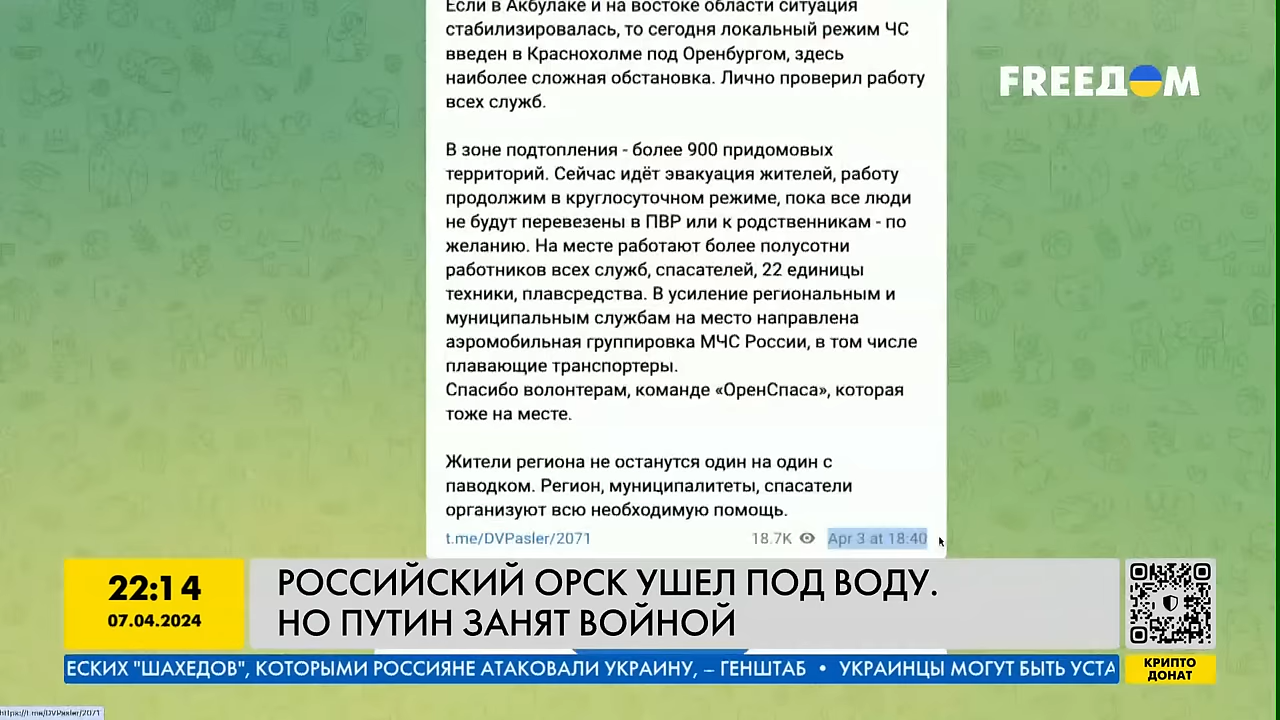 Если в Акбулаке и на востоке области ситуация
стабилизировалась, то сегодня локальный режим ЧС
введен в Краснохолме под Оренбургом, здесь
наиболее сложная обстановка. Лично проверил работу
всех служб.
В зоне подтопления - более 900 придомовых
территорий. Сейчас идёт эвакуация жителей, работу
продолжим в круглосуточном режиме, пока все люди
не будут перевезены в ПВР или к родственникам - по
желанию. На месте работают более полусотни
работников всех служб, спасателей, 22 единицы
техники, плавсредства. В усиление региональным и
муниципальным службам на место направлена
аэромобильная группировка МЧС России, в том числе
плавающие транспортеры.
Спасибо волонтерам, команде «ОренСпаса», которая
тоже на месте.
Жители региона не останутся один на один с
паводком. Регион, муниципалитеты, спасатели
организуют всю необходимую помощь.
t.me/DVPasler/2071 18.7K Apr 3 at 18:40
FREEДOM
22:14
07.04.2024
РОССИЙСКИЙ ОРСК УШЕЛ ПОД ВОДУ.
НО ПУТИН ЗАНЯТ ВОЙНОЙ
ЕСКИХ "ШАХЕДОВ", КОТОРЫМИ РОССИЯНЕ АТАКОВАЛИ УКРАИНУ, – ГЕНШТАБ • УКРАИНЦЫ МОГУТ БЫТЬ УСТА
КРИПТО
ДОНАТ
https://t.me/DVPasler/2071